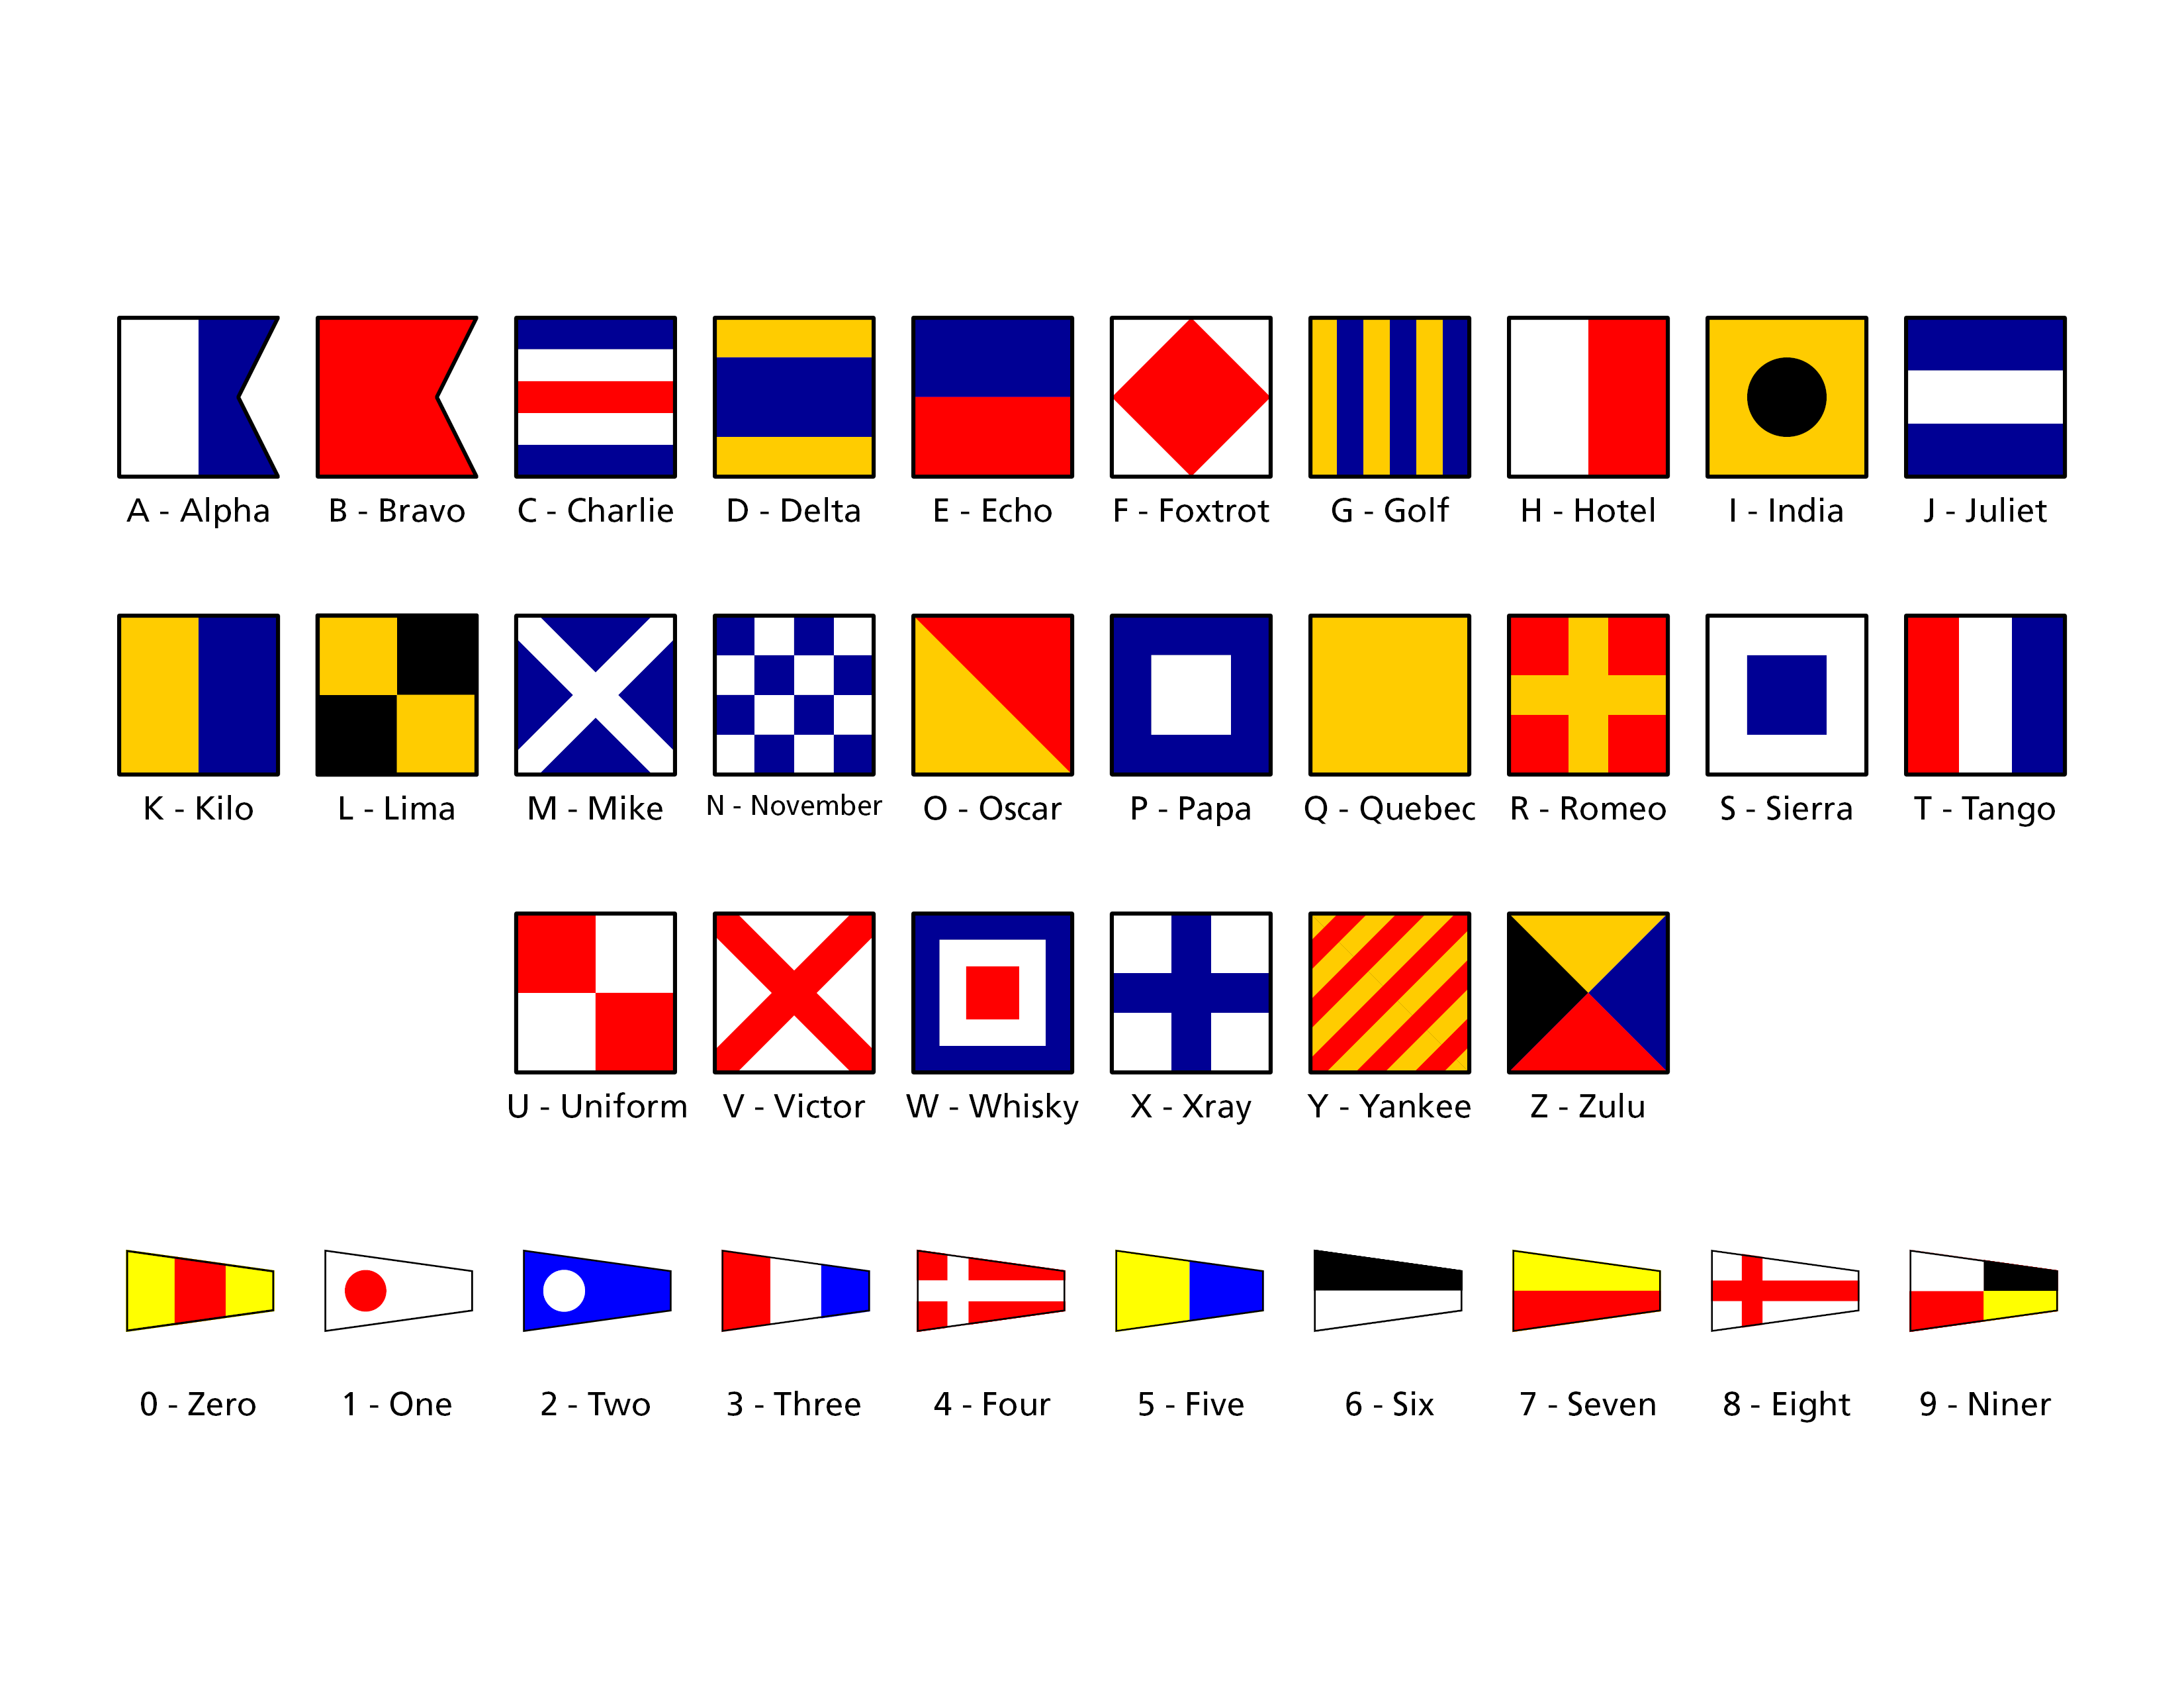 A - Alpha B - Bravo C - Charlie D - Delta E - Echo F - Foxtrot G - Golf H - Hotel I - India J - Juliet
K - Kilo L - Lima M - Mike N - November O - Oscar P - Papa Q - Quebec R - Romeo S - Sierra T - Tango
U - Uniform V - Victor W - Whisky X - Xray Y - Yankee Z - Zulu
0 - Zero 1 - One 2 - Two 3 - Three 4 - Four 5 - Five 6 - Six 7 - Seven 8 - Eight 9 - Niner